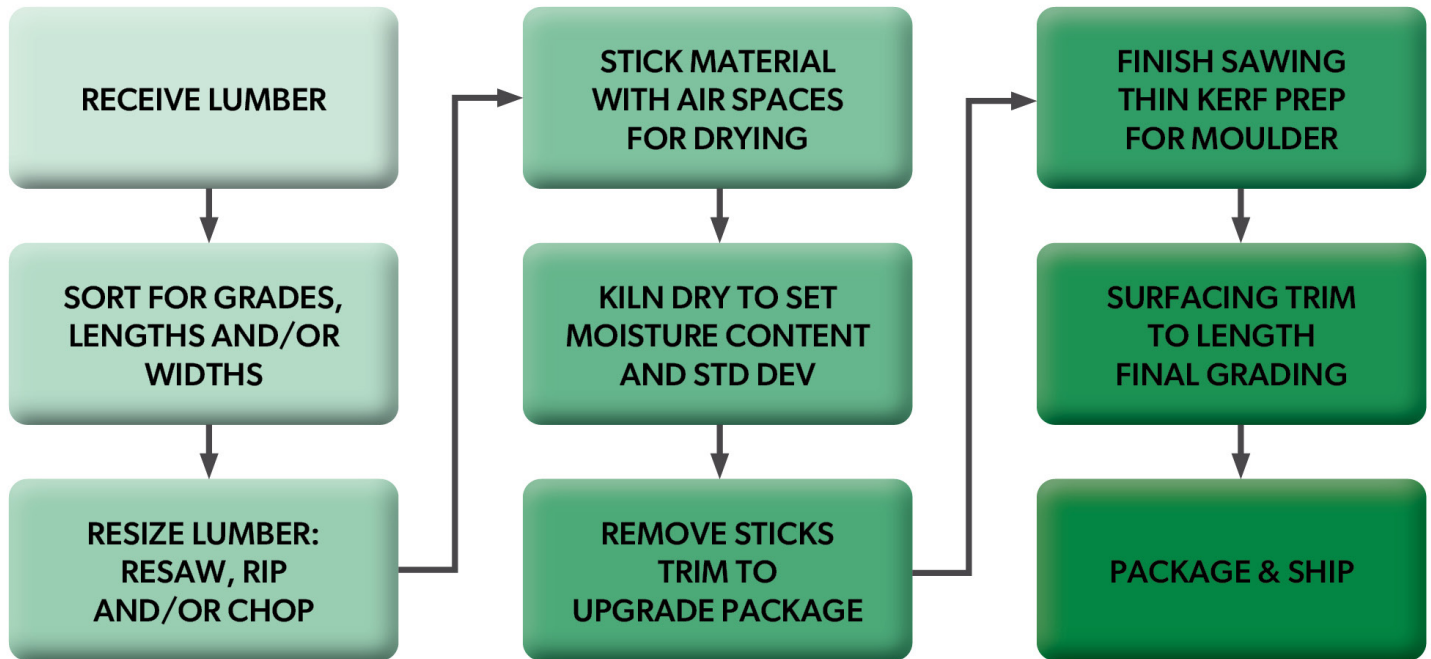 RECEIVE LUMBER
SORT FOR GRADES,
LENGTHS AND/OR
WIDTHS
RESIZE LUMBER:
RESAW, RIP
AND/OR CHOP
STICK MATERIAL
WITH AIR SPACES
FOR DRYING
KILN DRY TO SET
MOISTURE CONTENT
AND STD DEV
REMOVE STICKS
TRIM TO
UPGRADE PACKAGE
FINISH SAWING
THIN KERF PREP
FOR MOULDER
SURFACING TRIM
TO LENGTH
FINAL GRADING
PACKAGE & SHIP